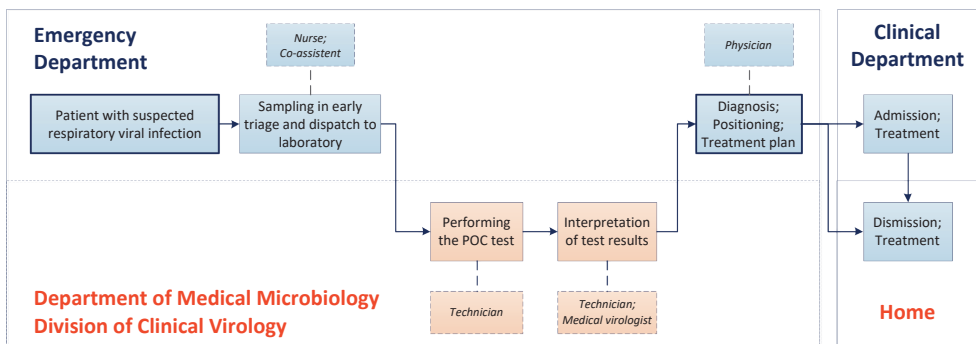 Emergency
Department
Nurse;
Co-assistent
Physician
Clinical
Department
Patient with suspected
respiratory viral infection
Sampling in early
triage and dispatch to
laboratory
Diagnosis;
Positioning;
Treatment plan
Admission;
Treatment
Performing
the POC test
Interpretation
of test results
Dismission;
Treatment
Department of Medical Microbiology
Division of Clinical Virology
Technician
Technician;
Medical virologist
Home